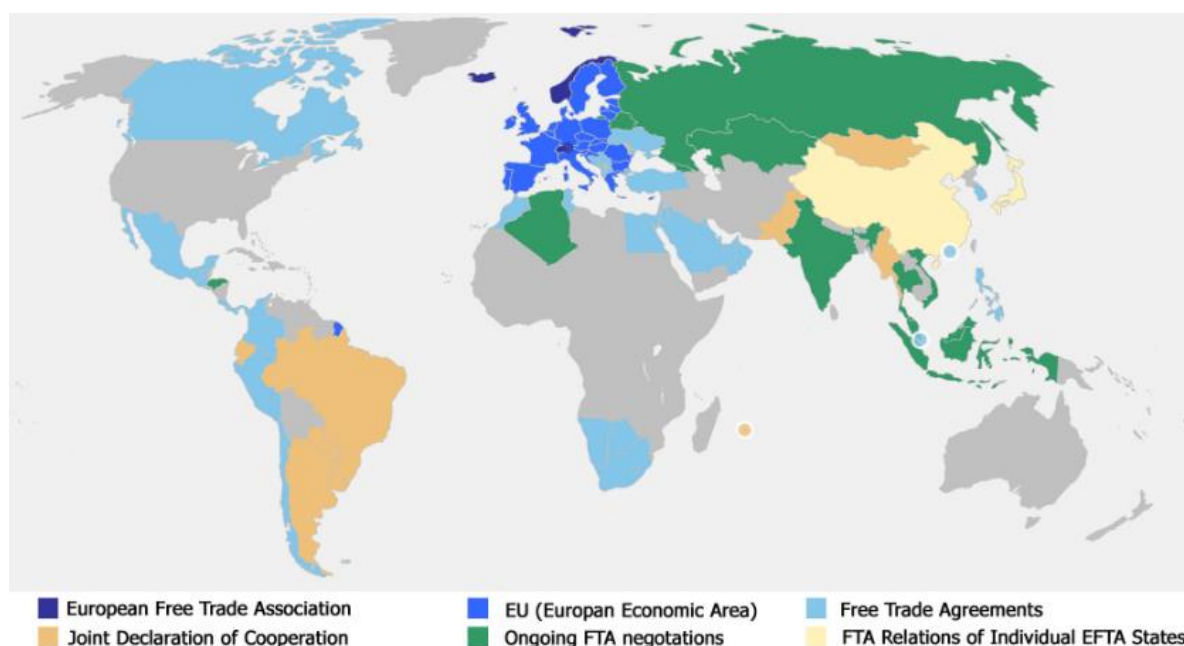 European Free Trade Association
EU (Europan Economic Area)
Free Trade Agreements
Joint Declaration of Cooperation
Ongoing FTA negotations
FTA Relations of Individual EFTA States